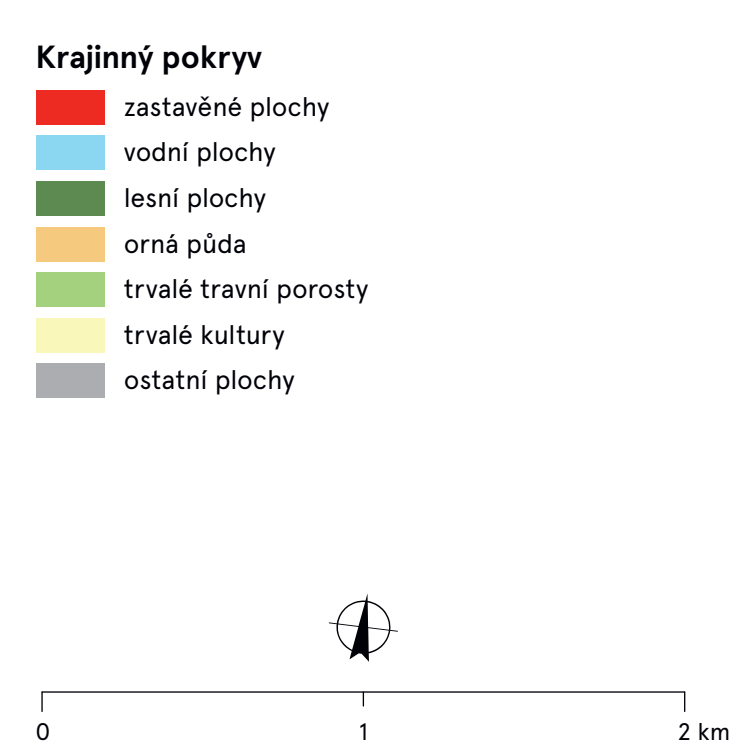 Krajinný pokryv
zastavěné plochy
vodní plochy
lesní plochy
orná půda
trvalé travní porosty
trvalé kultury
ostatní plochy
0 1 2 km